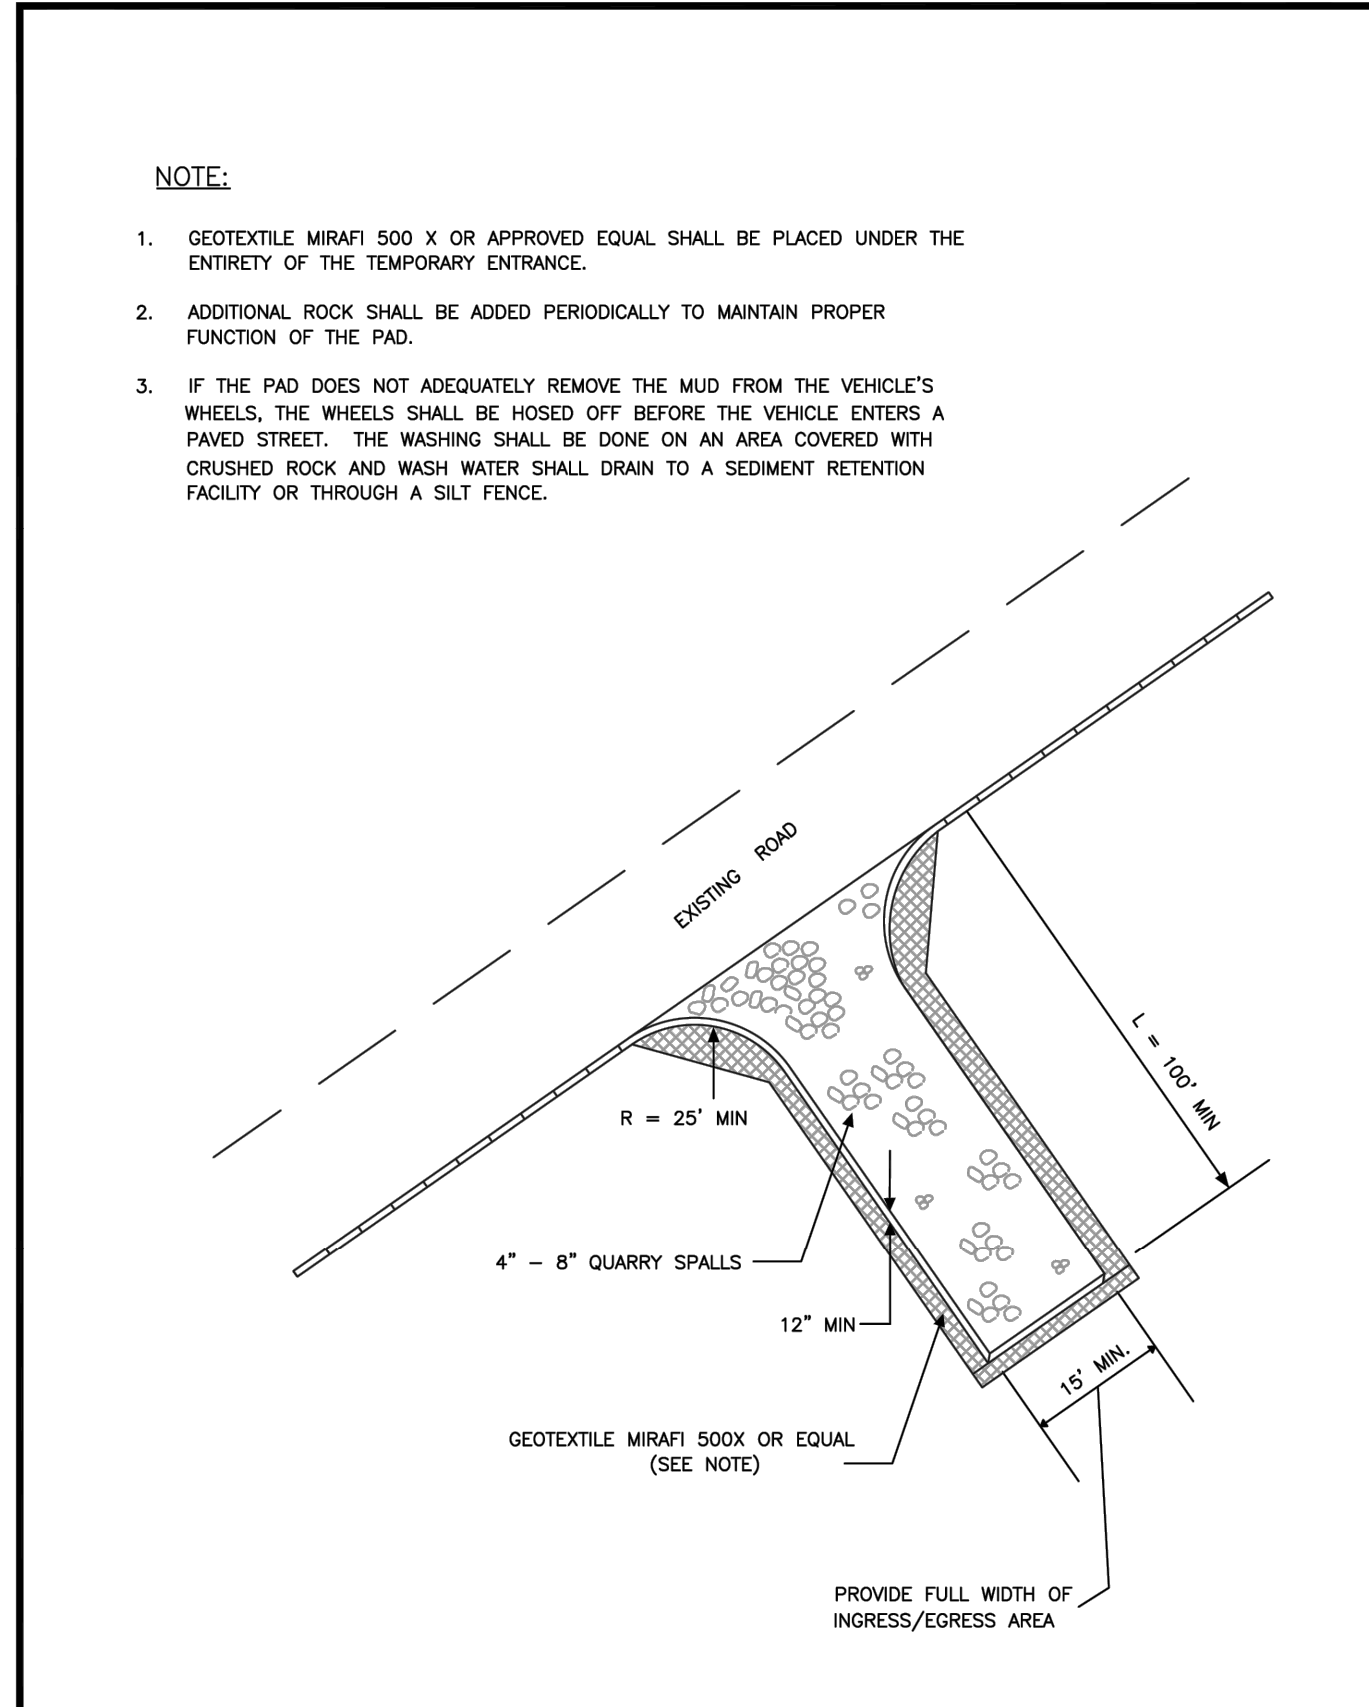 NOTE:
1. GEOTEXTILE MIRAFI 500 X OR APPROVED EQUAL SHALL BE PLACED UNDER THE
ENTIRETY OF THE TEMPORARY ENTRANCE.
2. ADDITIONAL ROCK SHALL BE ADDED PERIODICALLY TO MAINTAIN PROPER
FUNCTION OF THE PAD.
3. IF THE PAD DOES NOT ADEQUATELY REMOVE THE MUD FROM THE VEHICLE'S
WHEELS, THE WHEELS SHALL BE HOSED OFF BEFORE THE VEHICLE ENTERS A
PAVED STREET. THE WASHING SHALL BE DONE ON AN AREA COVERED WITH
CRUSHED ROCK AND WASH WATER SHALL DRAIN TO A SEDIMENT RETENTION
FACILITY OR THROUGH A SILT FENCE.
EXISTING ROAD
L = 100' MIN
R = 25' MIN
4" – 8" QUARRY SPALLS
12" MIN
15' MIN.
GEOTEXTILE MIRAFI 500X OR EQUAL
(SEE NOTE)
PROVIDE FULL WIDTH OF
INGRESS/EGRESS AREA